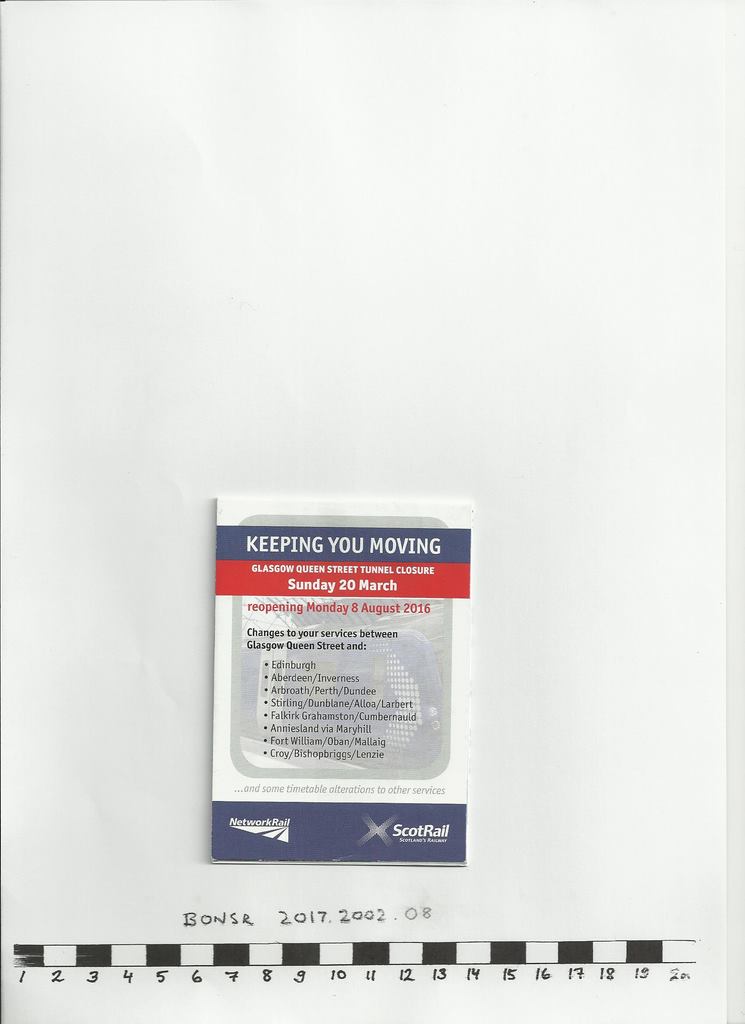 KEEPING YOU MOVING
GLASGOW QUEEN STREET TUNNEL CLOSURE
Sunday 20 March
reopening Monday 8 August 2016
Changes to your services between
Glasgow Queen Street and:
• Edinburgh
• Aberdeen/Inverness
• Arbroath/Perth/Dundee
• Stirling/Dunblane/Alloa/Larbert
• Falkirk Grahamston/Cumbernauld
• Anniesland via Maryhill
• Fort William/Oban/Mallaig
• Croy/Bishopbriggs/Lenzie
...and some timetable alterations to other services
NetworkRail
ScotRail
SCOTLAND'S RAILWAY
BONSR 2017.2002.08
1 2 3 4 5 6 7 8 9 10 11 12 13 14 15 16 17 18 19 20